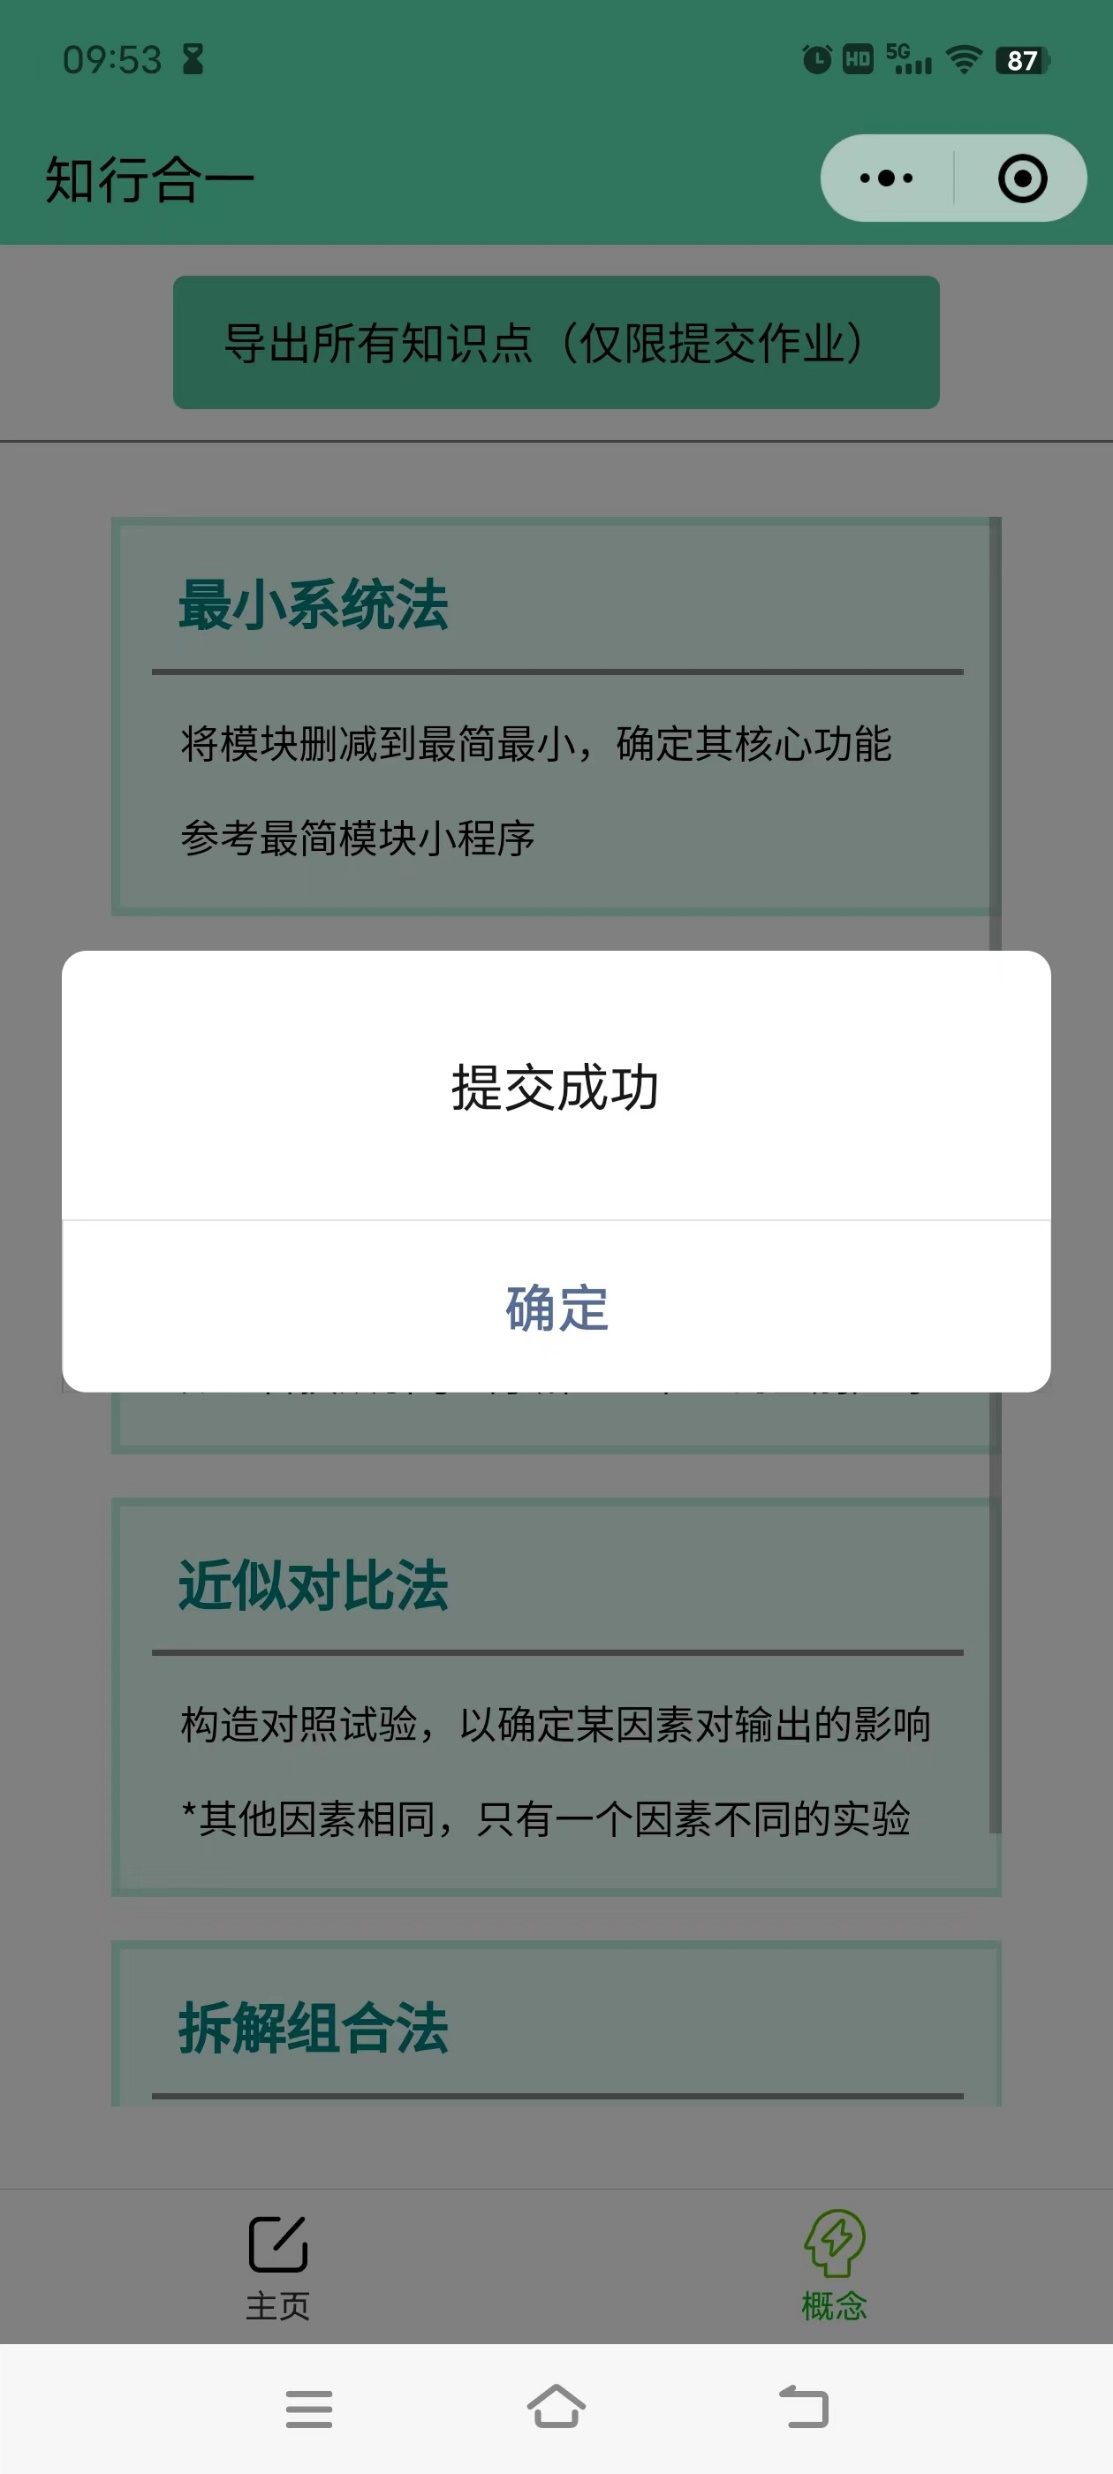 09:53
HD
5G
87
知行合一
导出所有知识点（仅限提交作业）
最小系统法
将模块删减到最简最小，确定其核心功能
参考最简模块小程序
提交成功
确定
近似对比法
构造对照试验，以确定某因素对输出的影响
*其他因素相同，只有一个因素不同的实验
拆解组合法
主页
概念